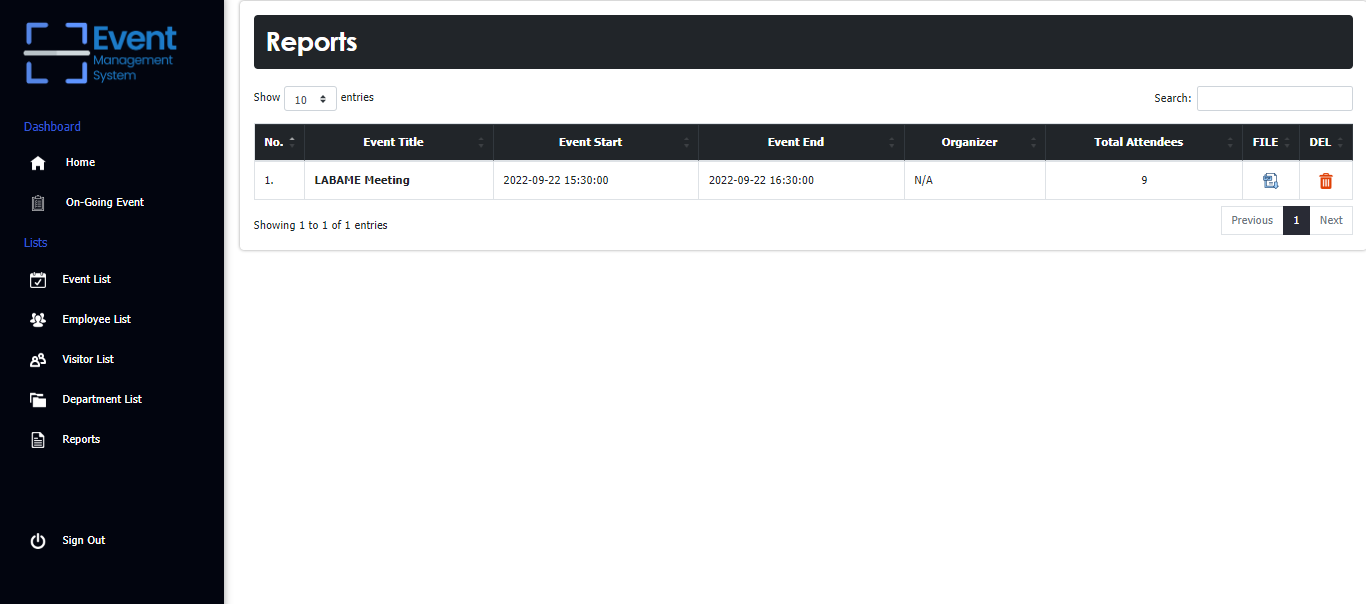 Event
Management
System
Dashboard
Home
On-Going Event
Lists
Event List
Employee List
Visitor List
Department List
Reports
Sign Out
Reports
Show 10 entries
Search:
No. Event Title Event Start Event End Organizer Total Attendees FILE DEL
1. LABAME Meeting 2022-09-22 15:30:00 2022-09-22 16:30:00 N/A 9
Showing 1 to 1 of 1 entries
Previous 1 Next